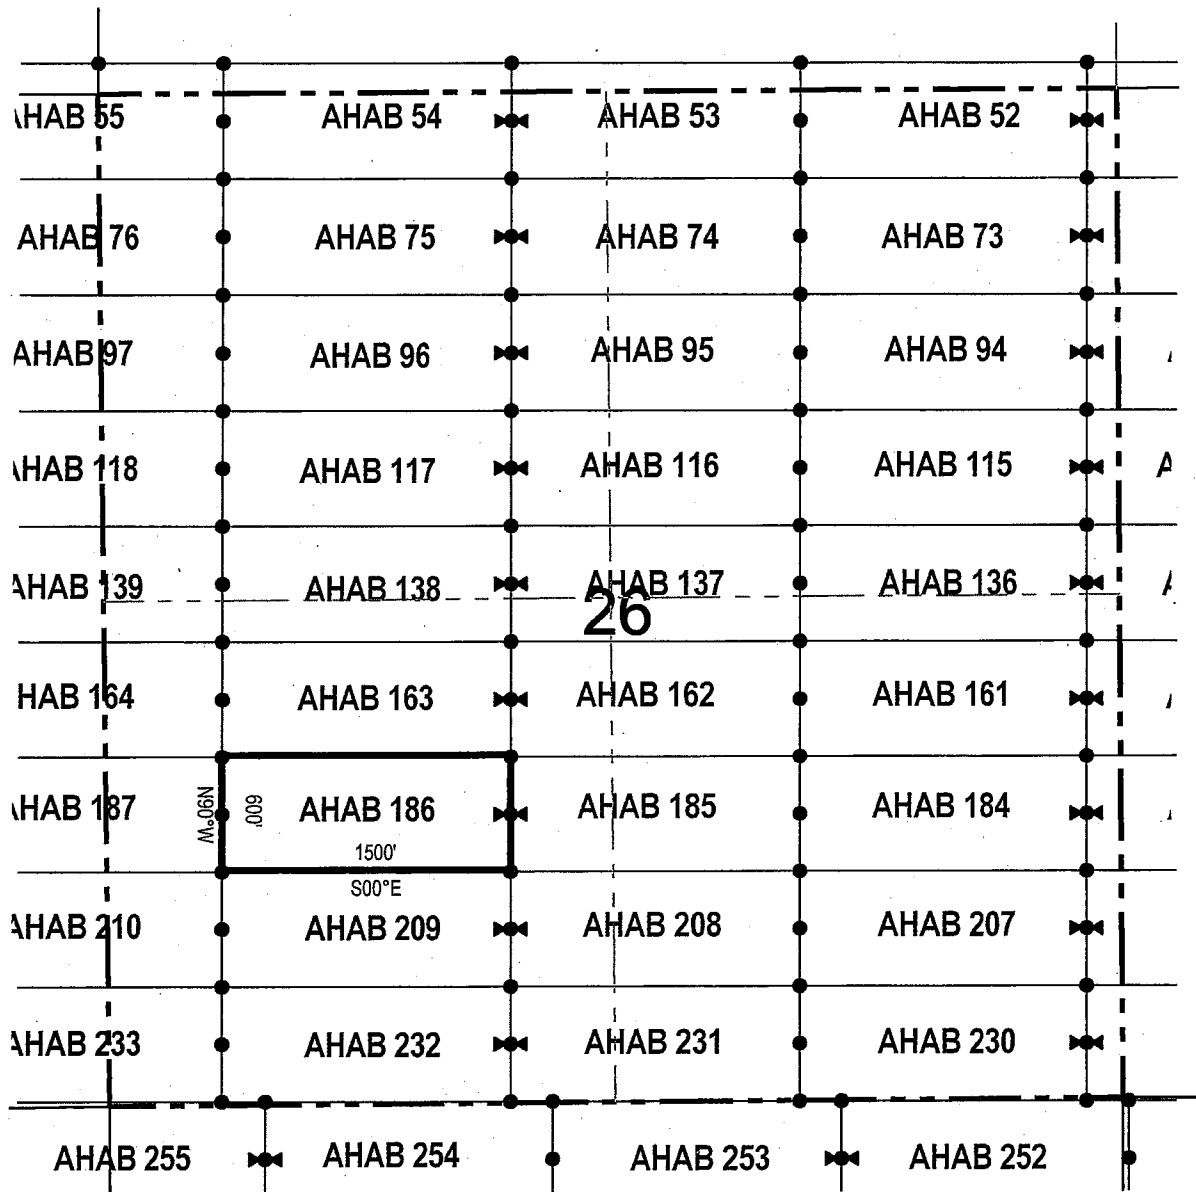 AHAB 55 AHAB 54 AHAB 53 AHAB 52
AHAB 76 AHAB 75 AHAB 74 AHAB 73
AHAB 97 AHAB 96 AHAB 95 AHAB 94
AHAB 118 AHAB 117 AHAB 116 AHAB 115 A
AHAB 139 AHAB 138 AHAB 137 AHAB 136 A
26
HAB 164 AHAB 163 AHAB 162 AHAB 161
AHAB 187 N90°W 600' AHAB 186 AHAB 185 AHAB 184
1500'
S00°E
AHAB 210 AHAB 209 AHAB 208 AHAB 207
AHAB 233 AHAB 232 AHAB 231 AHAB 230
AHAB 255 AHAB 254 AHAB 253 AHAB 252